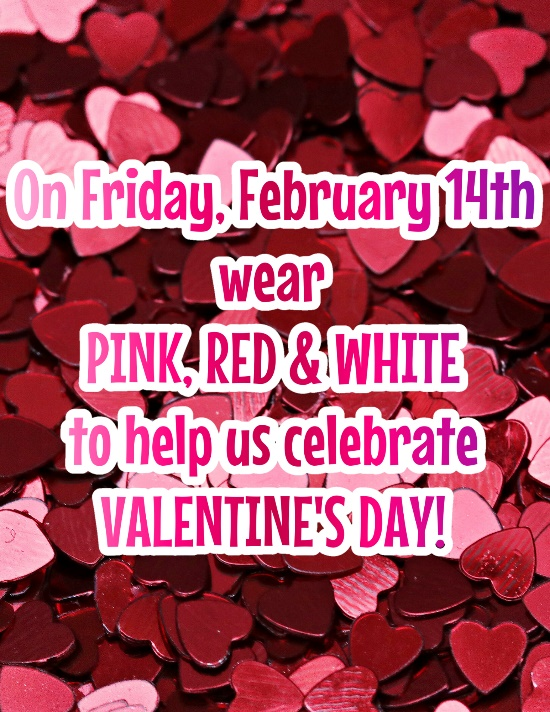 On Friday, February 14th
wear
PINK, RED & WHITE
to help us celebrate
VALENTINE'S DAY!